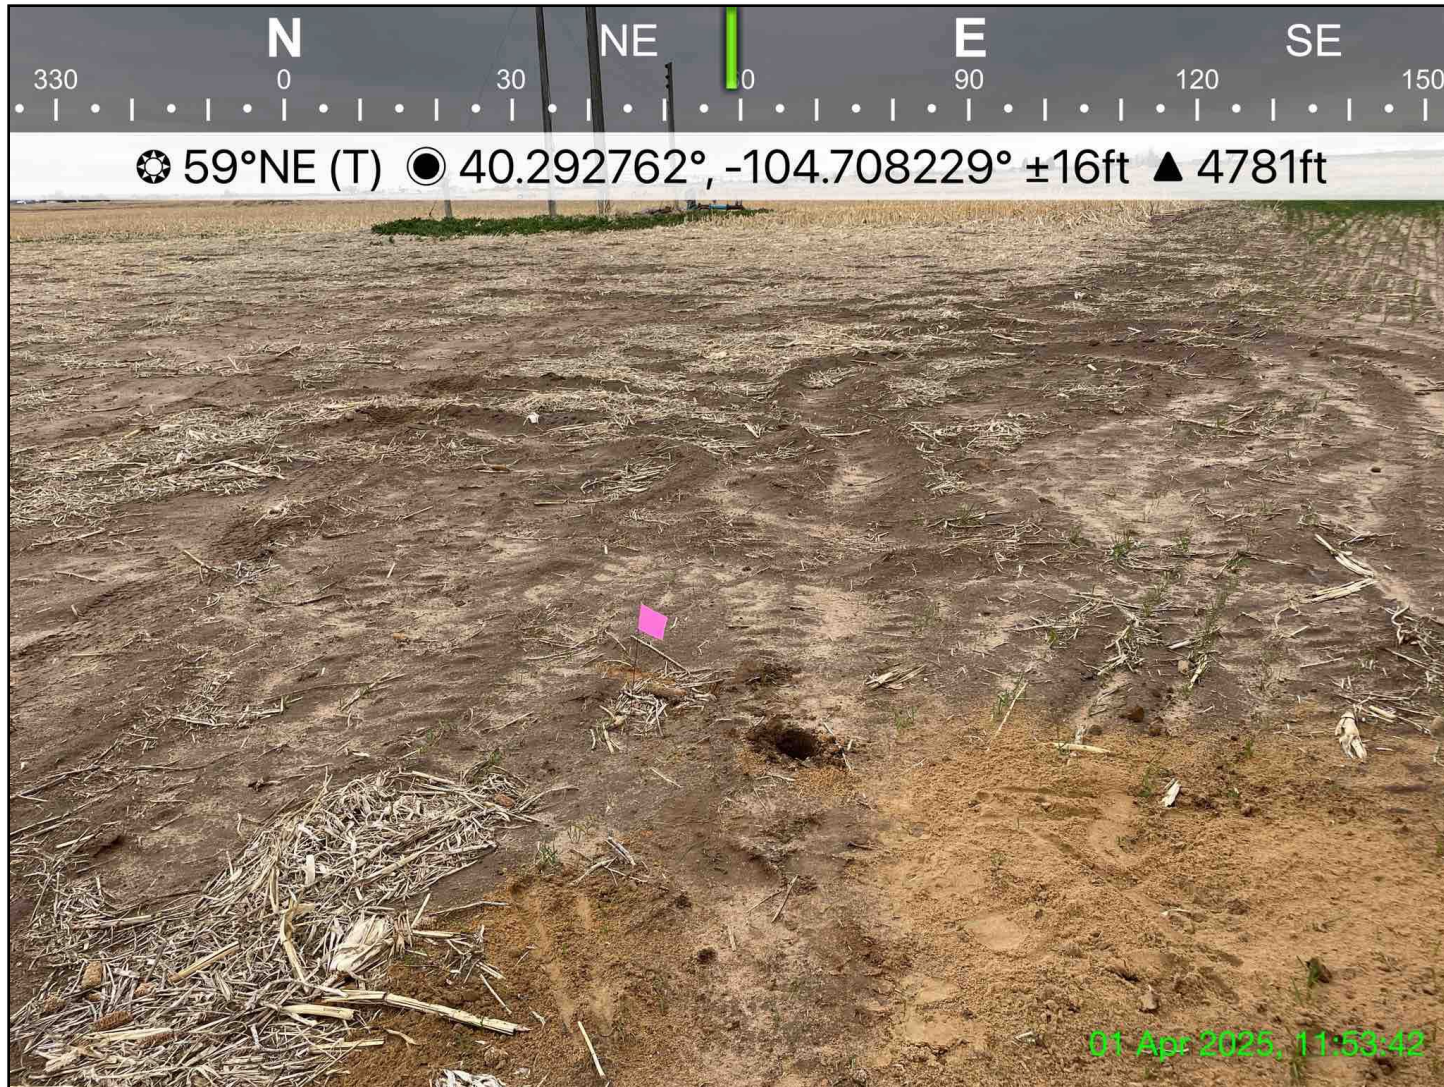 N NE E SE
330 0 30 60 90 120 150
59°NE (T) 40.292762°, -104.708229° ±16ft ▲ 4781ft
01 Apr 2025, 11:53:42